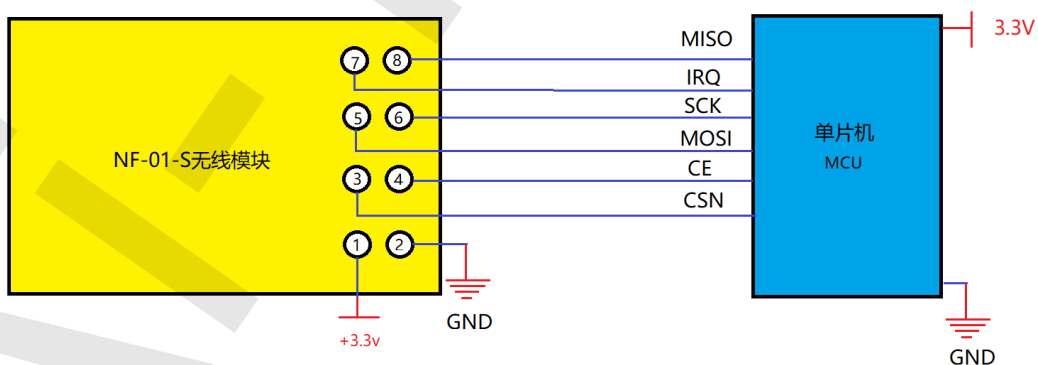 MISO
3.3V
7
8
IRQ
SCK
5
6
单片机
MOSI
NF-01-S无线模块
MCU
CE
3
4
CSN
1
2
GND
+3.3v
GND